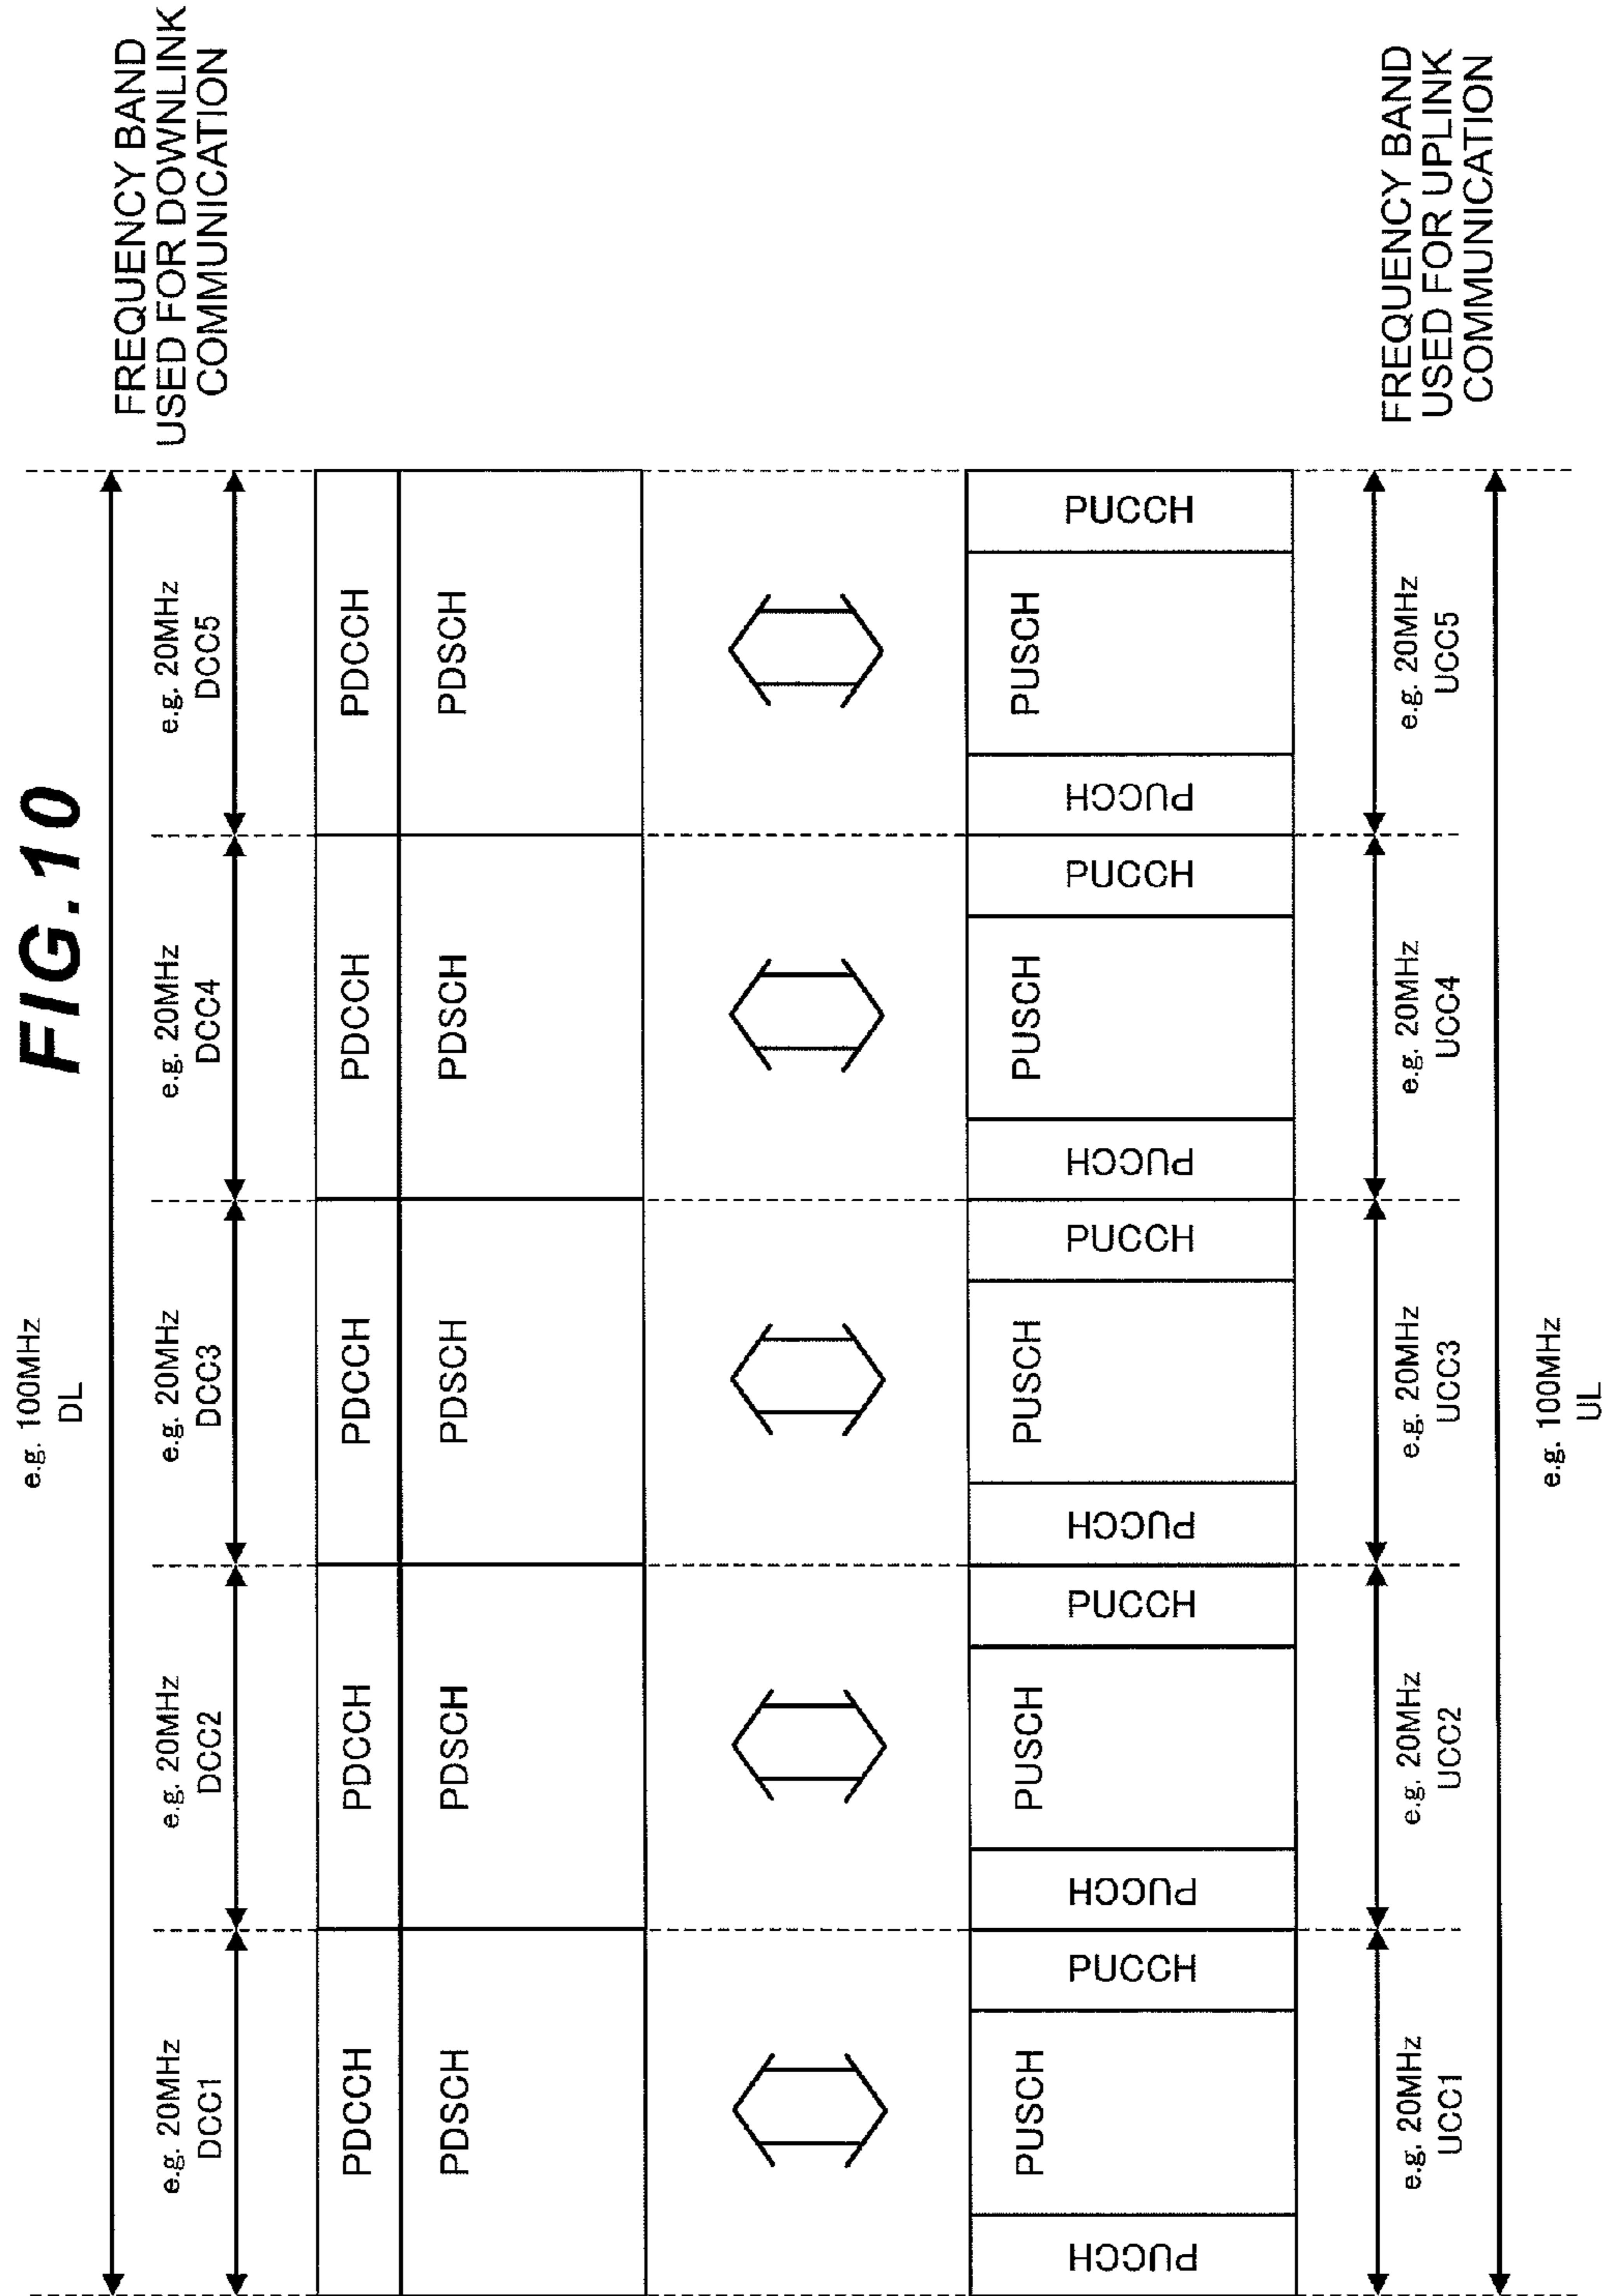 FIG.10
e.g. 100MHz
DL
FREQUENCY BAND
USED FOR DOWNLINK
COMMUNICATION
e.g. 20MHz
DCC1
e.g. 20MHz
DCC2
e.g. 20MHz
DCC3
e.g. 20MHz
DCC4
e.g. 20MHz
DCC5
PDCCH
PDCCH
PDCCH
PDCCH
PDCCH
PDSCH
PDSCH
PDSCH
PDSCH
PDSCH
PUCCH
PUSCH
PUCCH
PUCCH
PUSCH
PUCCH
PUCCH
PUSCH
PUCCH
PUCCH
PUSCH
PUCCH
PUCCH
PUSCH
PUCCH
e.g. 20MHz
UCC1
e.g. 20MHz
UCC2
e.g. 20MHz
UCC3
e.g. 20MHz
UCC4
e.g. 20MHz
UCC5
FREQUENCY BAND
USED FOR UPLINK
COMMUNICATION
e.g. 100MHz
UL